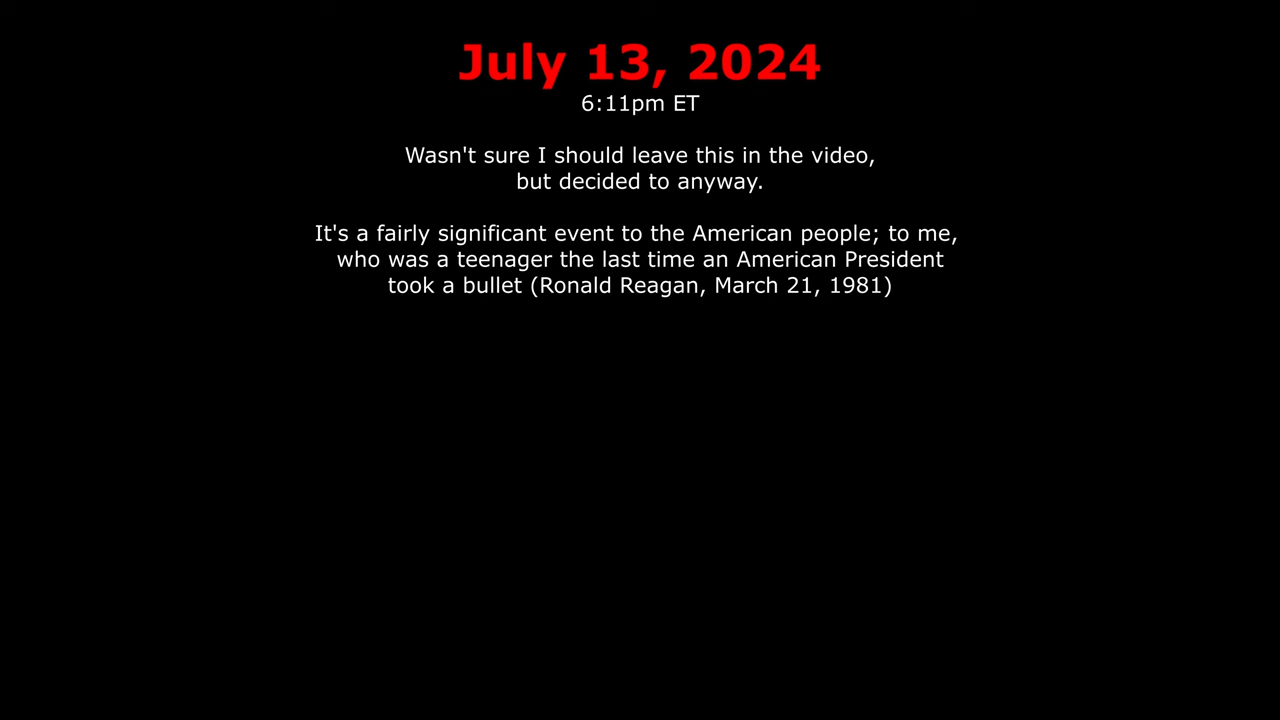 July 13, 2024
6:11pm ET
Wasn't sure I should leave this in the video,
but decided to anyway.
It's a fairly significant event to the American people; to me,
who was a teenager the last time an American President
took a bullet (Ronald Reagan, March 21, 1981)